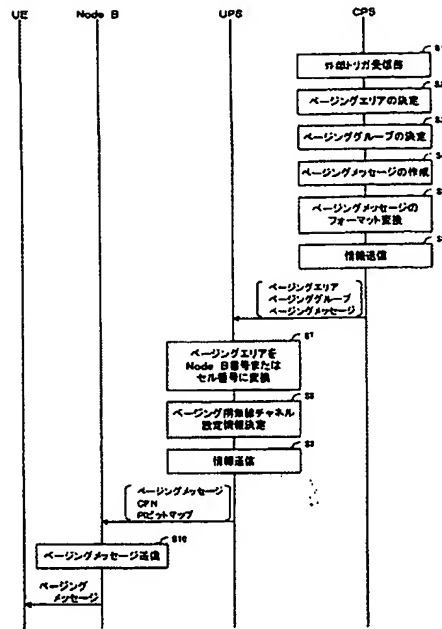 UE
Node B
UPS
CPS
外部トリガ受信部
ページングエリアの決定
ページンググループの決定
ページングメッセージの作成
ページングメッセージの
フォーマット変換
情報送信
ページングエリア
ページンググループ
ページングメッセージ
S7
ページングエリアを
Node B番号または
セル番号に変換
S8
ページング用無線チャネル
設定情報決定
S9
情報送信
ページングメッセージ
CFN
PIビットマップ
S10
ページングメッセージ送信
ページング
メッセージ